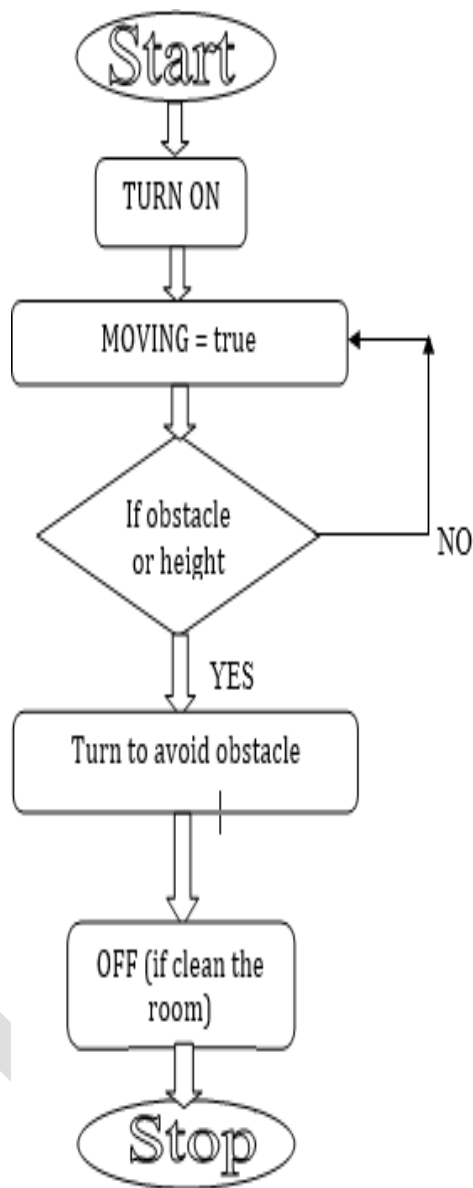 Start
TURN ON
MOVING = true
If obstacle
or height
NO
YES
Turn to avoid obstacle
OFF (if clean the
room)
Stop